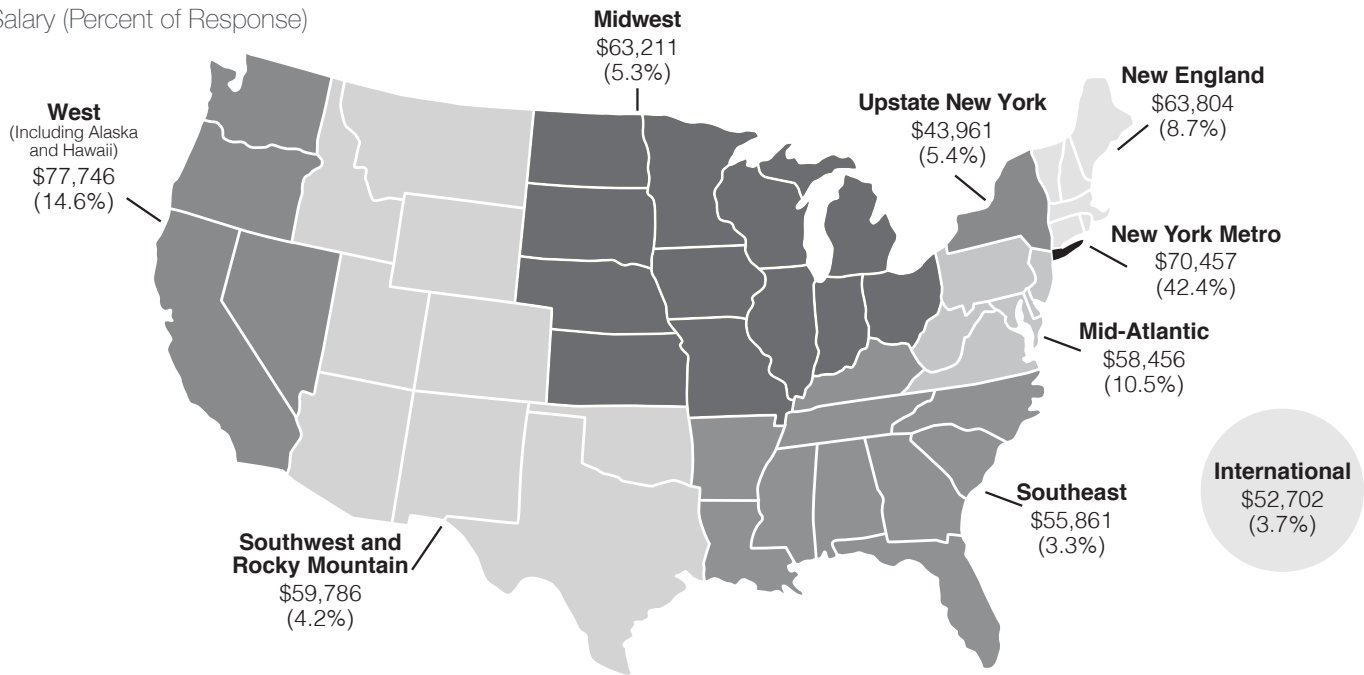 Salary (Percent of Response)
Midwest
$63,211
(5.3%)
New England
$63,804
(8.7%)
Upstate New York
$43,961
(5.4%)
West
(Including Alaska
and Hawaii)
$77,746
(14.6%)
New York Metro
$70,457
(42.4%)
Mid-Atlantic
$58,456
(10.5%)
International
$52,702
(3.7%)
Southeast
$55,861
(3.3%)
Southwest and
Rocky Mountain
$59,786
(4.2%)